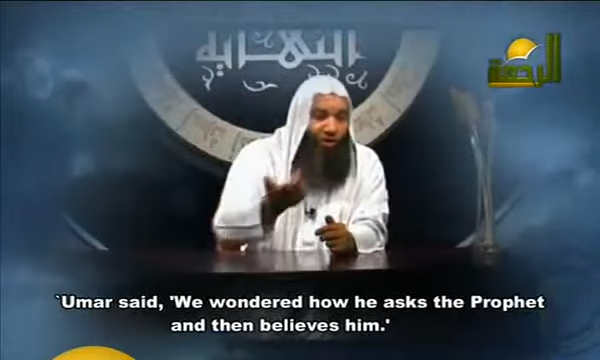 النهاية
الرحمة
`Umar said, 'We wondered how he asks the Prophet
and then believes him.'